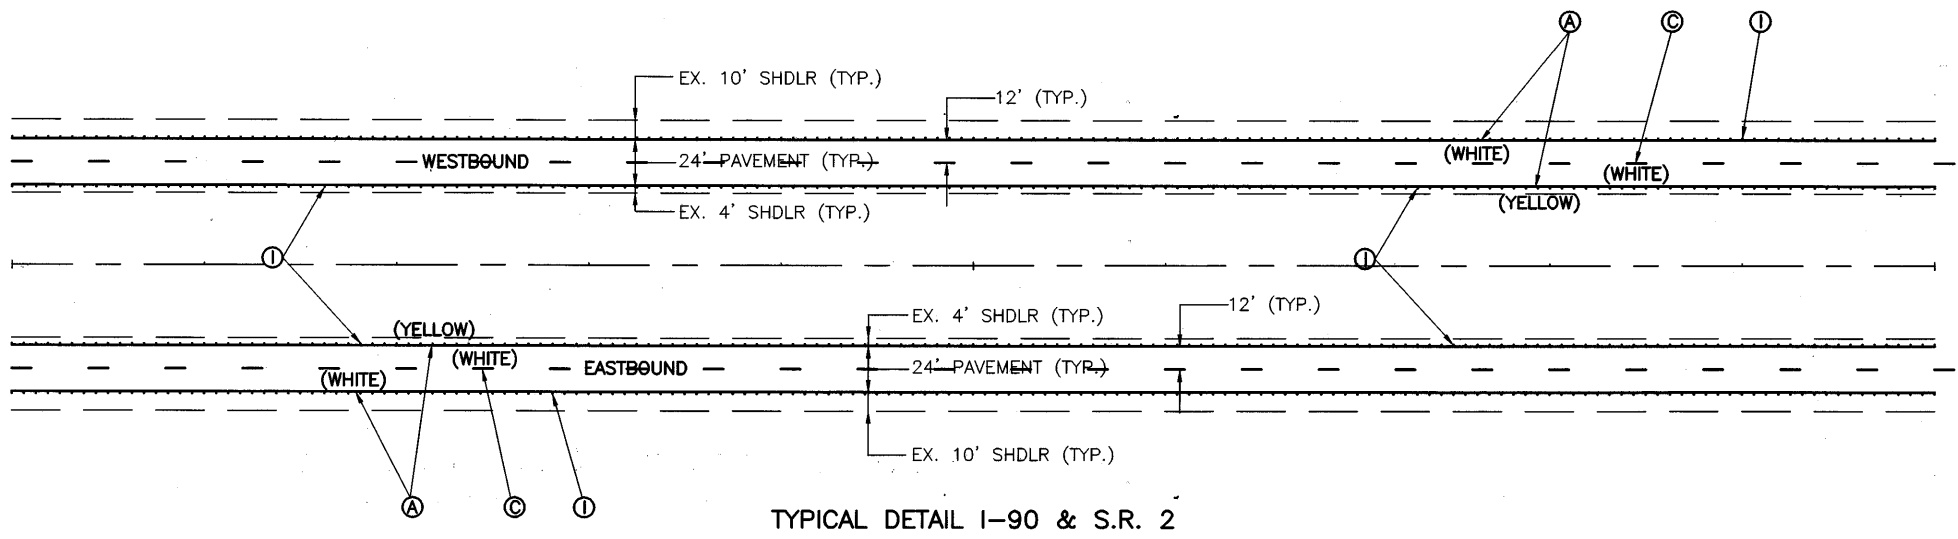 A C I
EX. 10' SHDLR (TYP.)
12' (TYP.)
WESTBOUND
24' PAVEMENT (TYP.)
(WHITE)
(WHITE)
EX. 4' SHDLR (TYP.)
(YELLOW)
I I
EX. 4' SHDLR (TYP.)
12' (TYP.)
(YELLOW)
(WHITE)
EASTBOUND
24' PAVEMENT (TYP.)
(WHITE)
EX. 10' SHDLR (TYP.)
A C I
TYPICAL DETAIL I-90 & S.R. 2